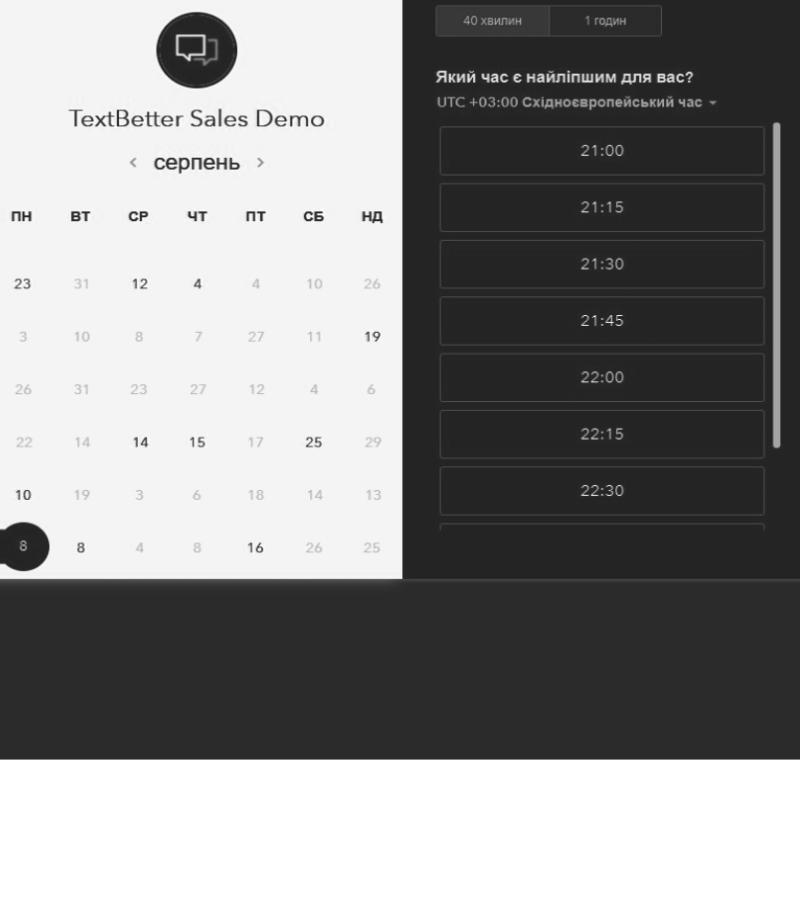 TextBetter Sales Demo
серпень
ПН ВТ СР ЧТ ПТ СБ НД
23 31 12 4 4 10 26
3 10 8 7 27 11 19
26 31 23 27 12 4 6
22 14 14 15 17 25 29
10 19 3 6 18 14 13
8 8 4 8 16 26 25
40 хвилин 1 годин
Який час є найліпшим для вас?
UTC +03:00 Східноєвропейський час
21:00
21:15
21:30
21:45
22:00
22:15
22:30